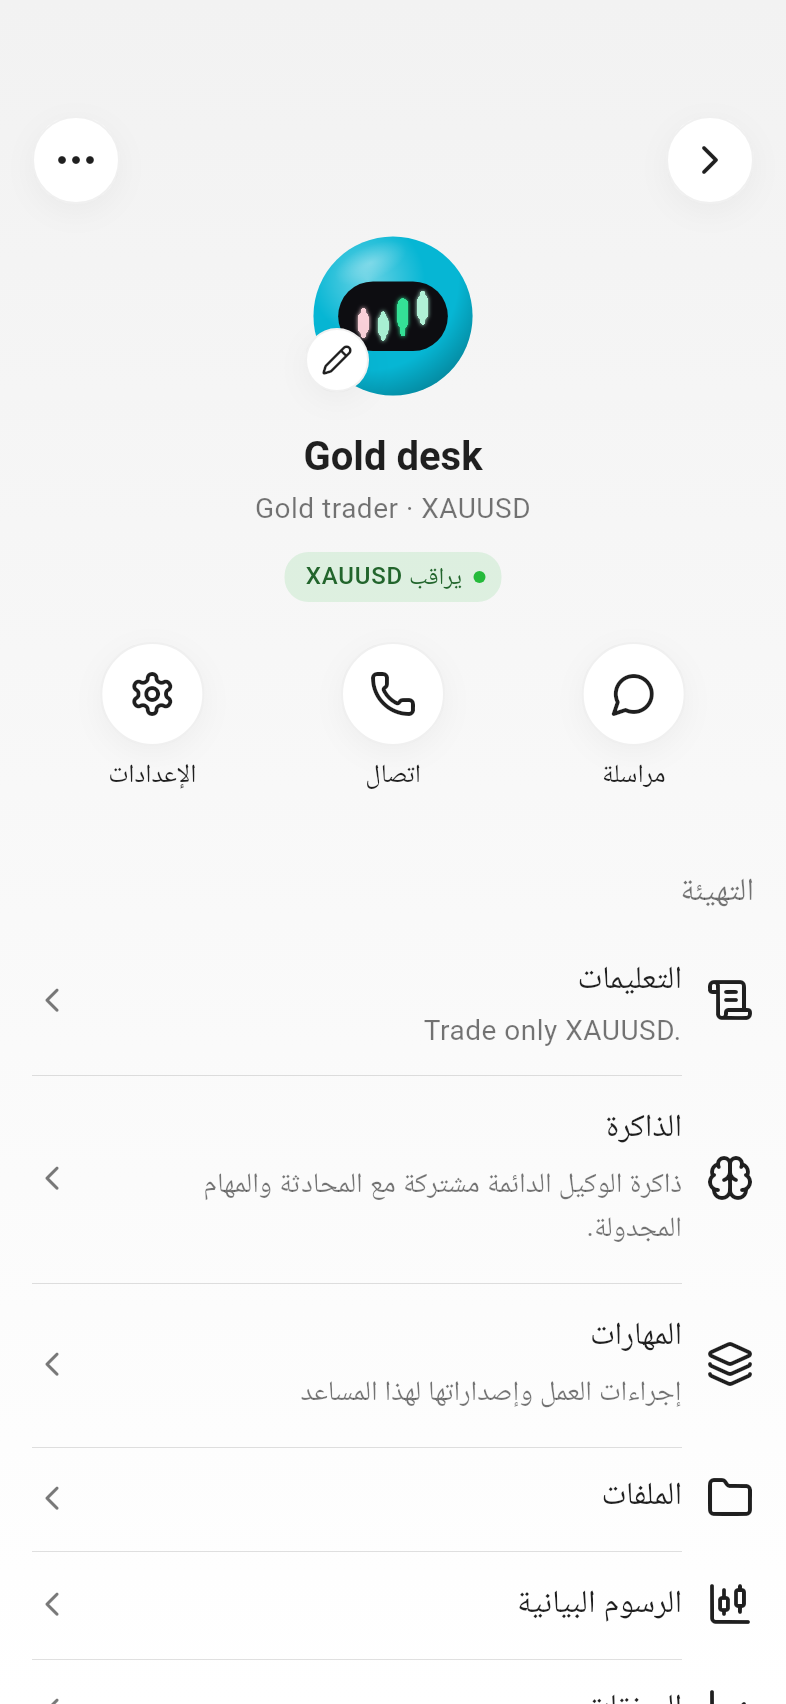 Gold desk
Gold trader · XAUUSD
يراقب XAUUSD
مراسلة
اتصال
الإعدادات
التهيئة
التعليمات
Trade only XAUUSD.
الذاكرة
ذاكرة الوكيل الدائمة مشتركة مع المحادثة والمهام
المجدولة.
المهارات
إجراءات العمل وإصداراتها لهذا المساعد
الملفات
الرسوم البيانية